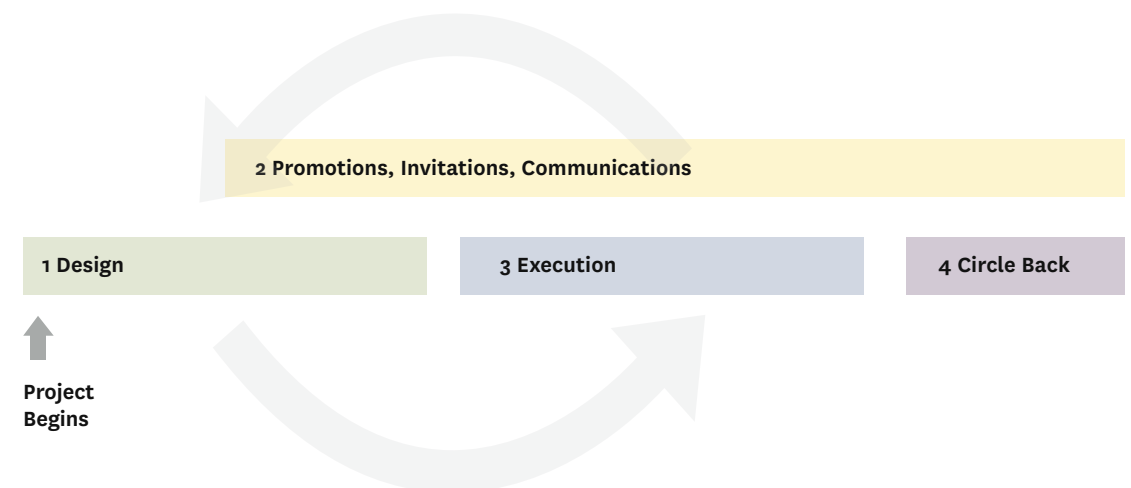 2 Promotions, Invitations, Communications
1 Design
3 Execution
4 Circle Back
Project
Begins